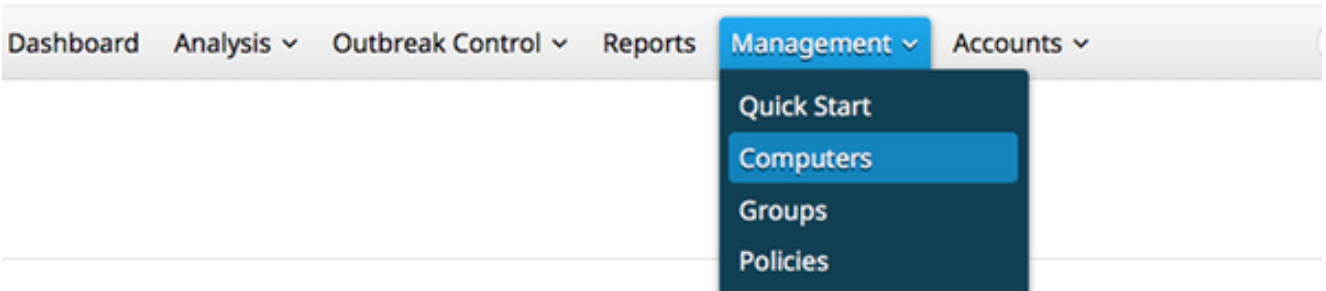 Dashboard Analysis Outbreak Control Reports Management Accounts
Quick Start
Computers
Groups
Policies